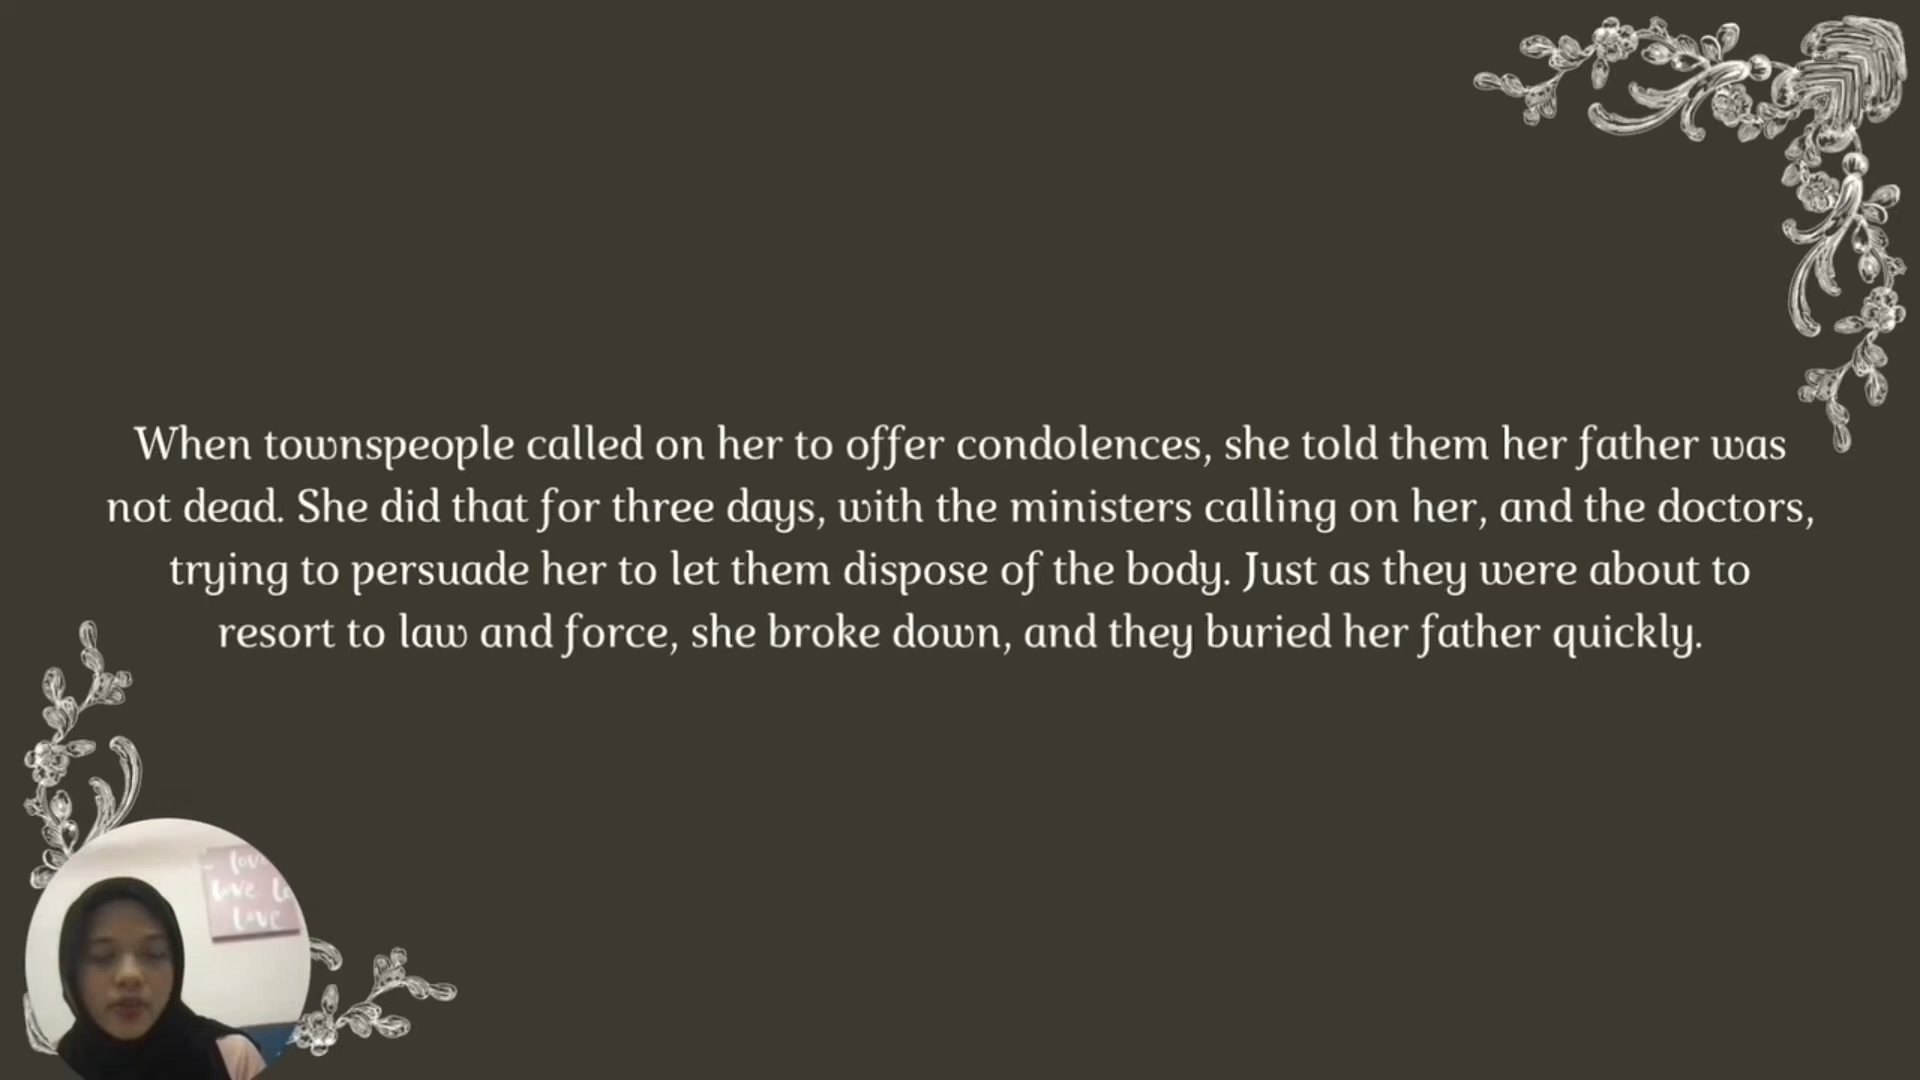 When townspeople called on her to offer condolences, she told them her father was
not dead. She did that for three days, with the ministers calling on her, and the doctors,
trying to persuade her to let them dispose of the body. Just as they were about to
resort to law and force, she broke down, and they buried her father quickly.
love
love
love